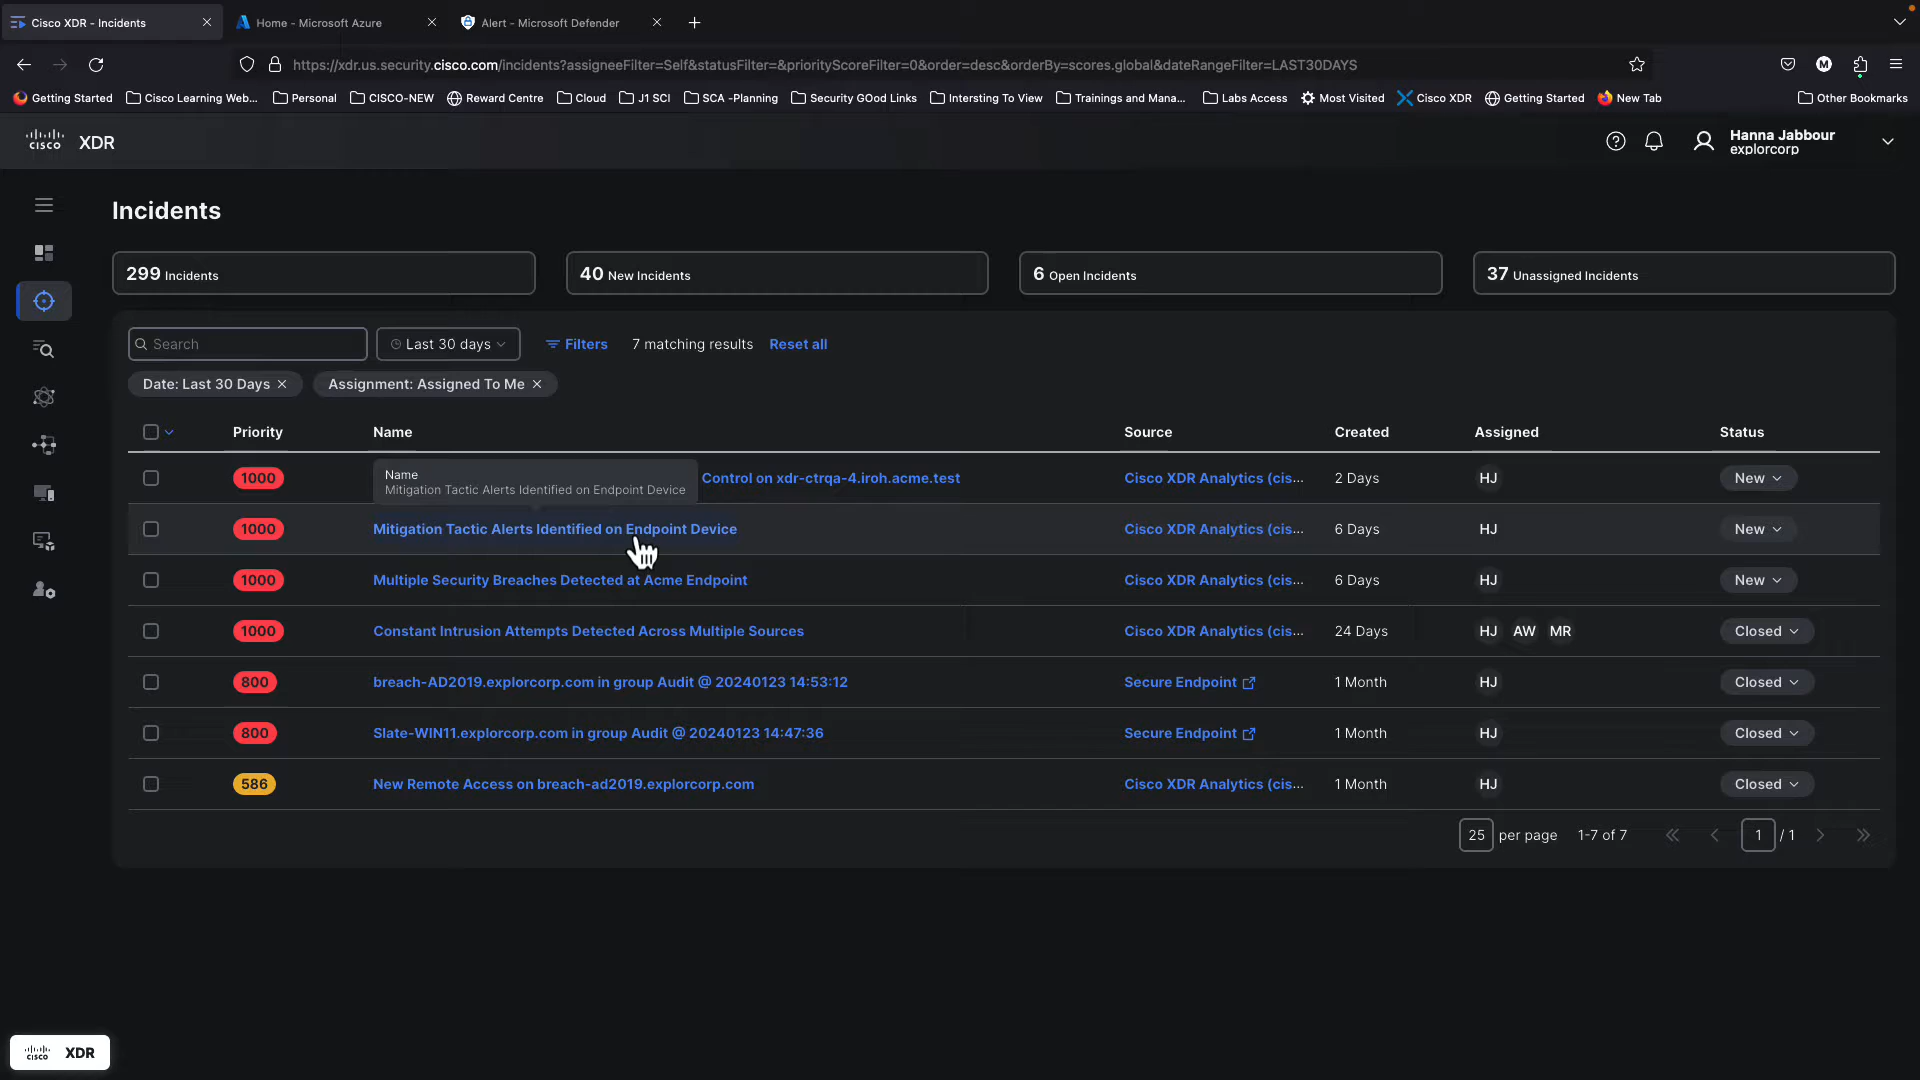 Cisco XDR - Incidents
Home - Microsoft Azure
Alert - Microsoft Defender
https://xdr.us.security.cisco.com/incidents?assigneeFilter=Self&statusFilter=&priorityScoreFilter=0&order=desc&orderBy=scores.global&dateRangeFilter=LAST30DAYS
M
Getting Started
Cisco Learning Web...
Personal
CISCO-NEW
Reward Centre
Cloud
J1 SCI
SCA -Planning
Security GOod Links
Intersting To View
Trainings and Mana...
Labs Access
Most Visited
Cisco XDR
Getting Started
New Tab
Other Bookmarks
CISCO XDR
Hanna Jabbour
explorcorp
Incidents
299 Incidents
40 New Incidents
6 Open Incidents
37 Unassigned Incidents
Search
Last 30 days
Filters
7 matching results
Reset all
Date: Last 30 Days
Assignment: Assigned To Me
Priority Name Source Created Assigned Status
Name
Mitigation Tactic Alerts Identified on Endpoint Device
1000 Control on xdr-ctrqa-4.iroh.acme.test Cisco XDR Analytics (cis... 2 Days HJ New
1000 Mitigation Tactic Alerts Identified on Endpoint Device Cisco XDR Analytics (cis... 6 Days HJ New
1000 Multiple Security Breaches Detected at Acme Endpoint Cisco XDR Analytics (cis... 6 Days HJ New
1000 Constant Intrusion Attempts Detected Across Multiple Sources Cisco XDR Analytics (cis... 24 Days HJ AW MR Closed
800 breach-AD2019.explorcorp.com in group Audit @ 20240123 14:53:12 Secure Endpoint 1 Month HJ Closed
800 Slate-WIN11.explorcorp.com in group Audit @ 20240123 14:47:36 Secure Endpoint 1 Month HJ Closed
586 New Remote Access on breach-ad2019.explorcorp.com Cisco XDR Analytics (cis... 1 Month HJ Closed
25 per page 1-7 of 7 1 / 1
CISCO XDR